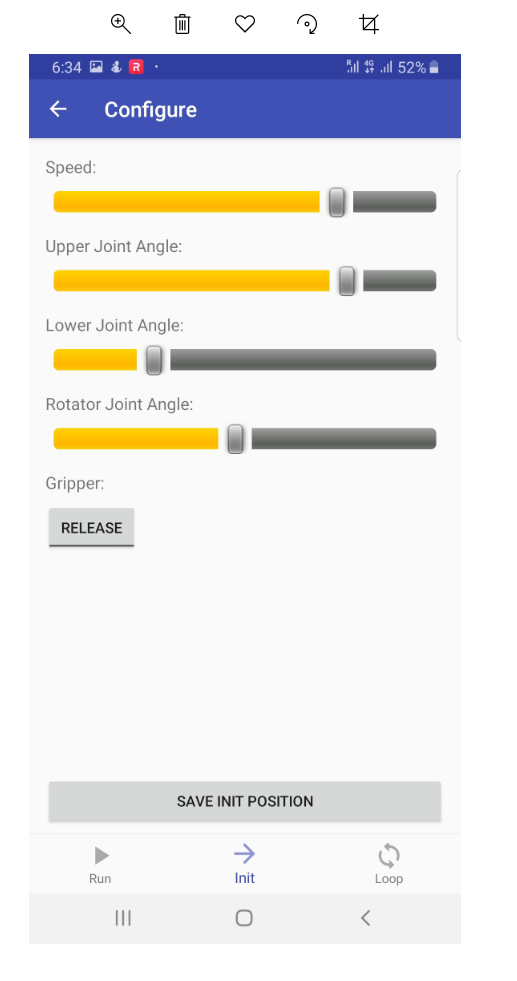 6:34
R
R
4G
52%
Configure
Speed:
Upper Joint Angle:
Lower Joint Angle:
Rotator Joint Angle:
Gripper:
RELEASE
SAVE INIT POSITION
Run
Init
Loop